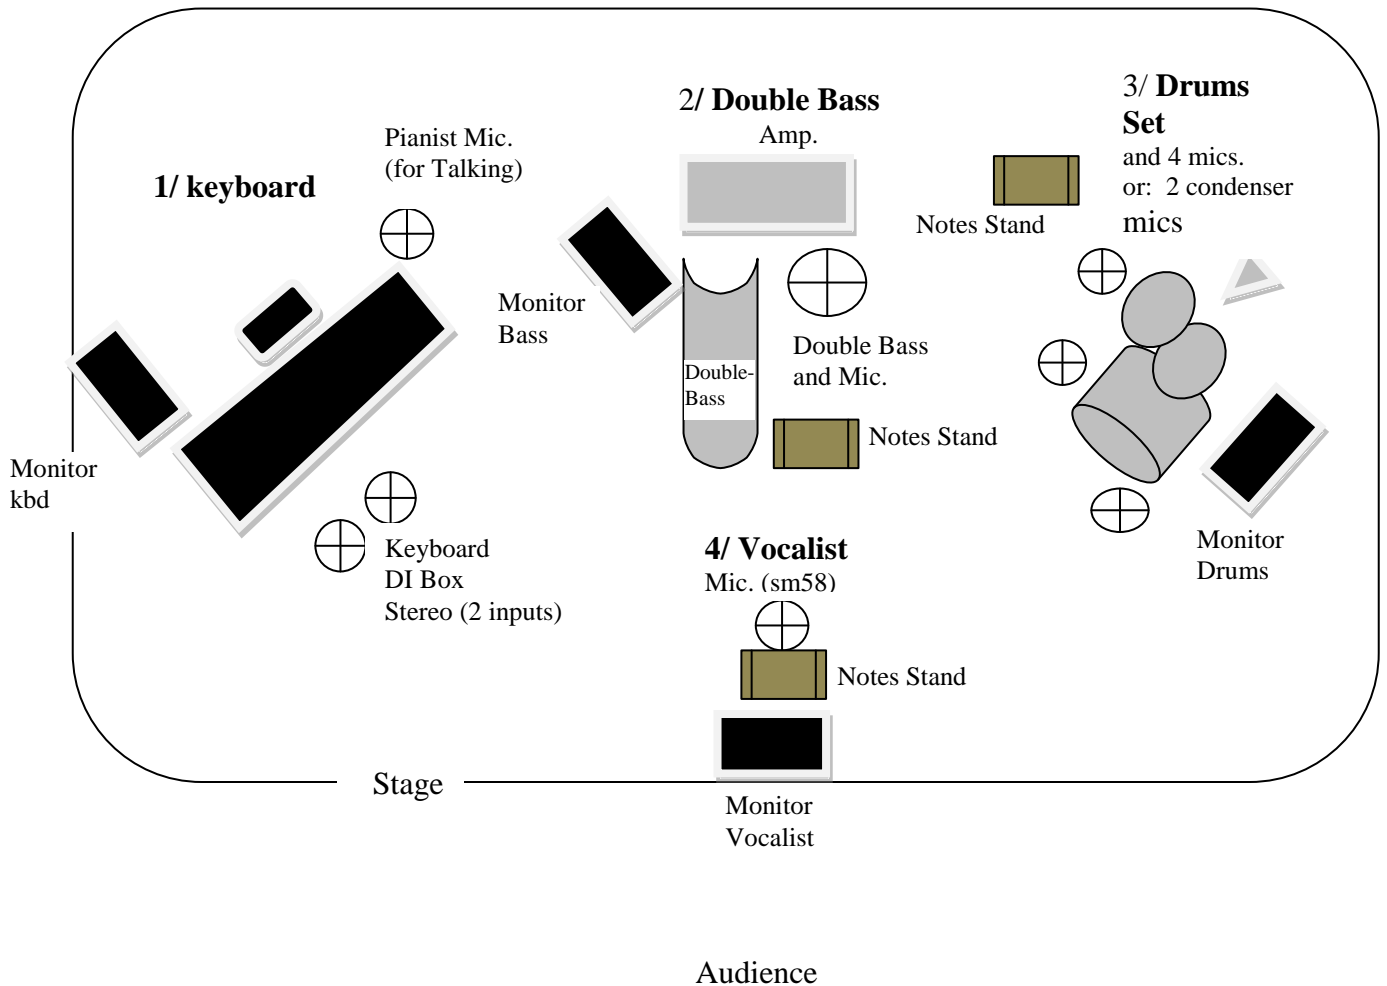 2/ Double Bass
Amp.
3/ Drums
Set
and 4 mics.
or: 2 condenser
mics
Pianist Mic.
(for Talking)
1/ keyboard
Notes Stand
Monitor
Bass
Double Bass
and Mic.
Double-
Bass
Notes Stand
Monitor
kbd
Keyboard
DI Box
Stereo (2 inputs)
4/ Vocalist
Mic. (sm58)
Monitor
Drums
Notes Stand
Stage
Monitor
Vocalist
Audience